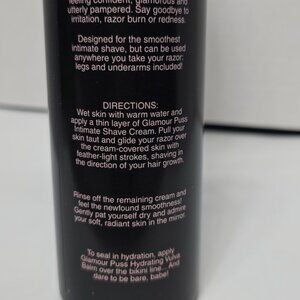 feeling confident, glamorous and
utterly pampered. Say goodbye to
irritation, razor burn or redness.
Designed for the smoothest
intimate shave, but can be used
anywhere you take your razor:
legs and underarms included!
DIRECTIONS:
Wet skin with warm water and
apply a thin layer of Glamour Puss
Intimate Shave Cream. Pull your
skin taut and glide your razor over
the cream-covered skin with
feather-light strokes, shaving in
the direction of your hair growth.
Rinse off the remaining cream and
feel the newfound smoothness!
Gently pat yourself dry and admire
your soft, radiant skin in the mirror.
To seal in hydration, apply
Glamour Puss Hydrating Vulva
Balm over the bikini line... And
dare to be bare, babe!